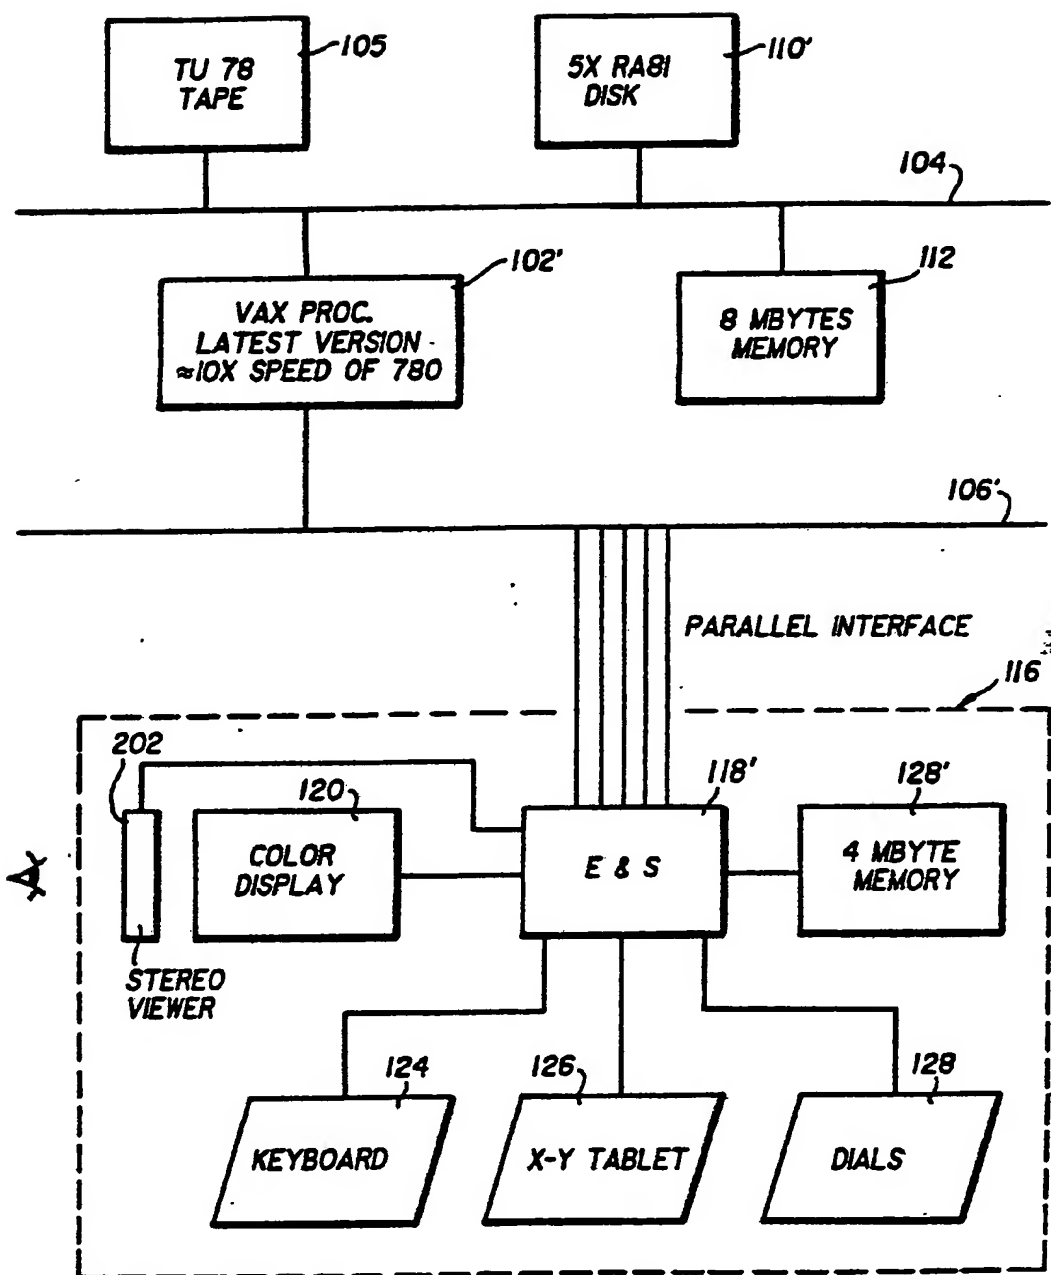 105
TU 78
TAPE
110'
5X RA81
DISK
104
102'
VAX PROC.
LATEST VERSION
≈10X SPEED OF 780
112
8 MBYTES
MEMORY
106'
PARALLEL INTERFACE
116
202
120
COLOR
DISPLAY
118'
E & S
128'
4 MBYTE
MEMORY
STEREO
VIEWER
124
KEYBOARD
126
X-Y TABLET
128
DIALS